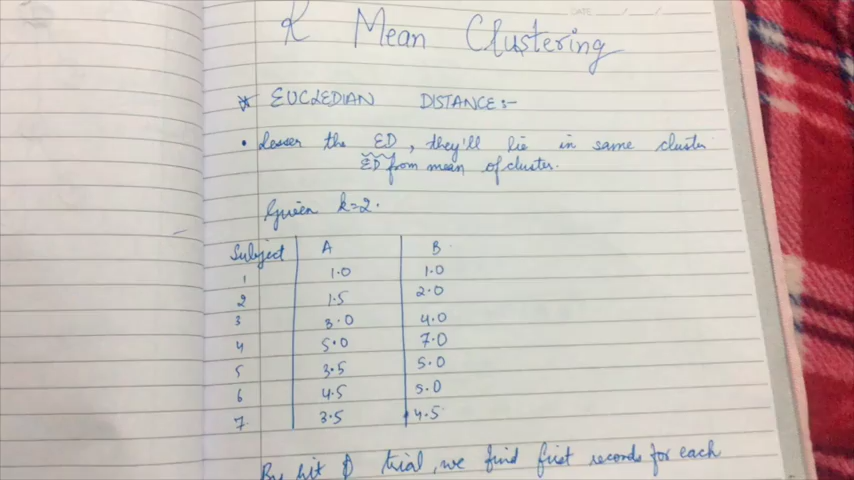 DATE
K Mean Clustering
* EUCLEDIAN DISTANCE:-
• Lesser the ED, they'll lie in same cluster
ED from mean of cluster.
Given k=2.
Subject A B
1 1.0 1.0
2 1.5 2.0
3 3.0 4.0
4 5.0 7.0
5 3.5 5.0
6 4.5 5.0
7 3.5 4.5
By hit & trial, we find first records for each